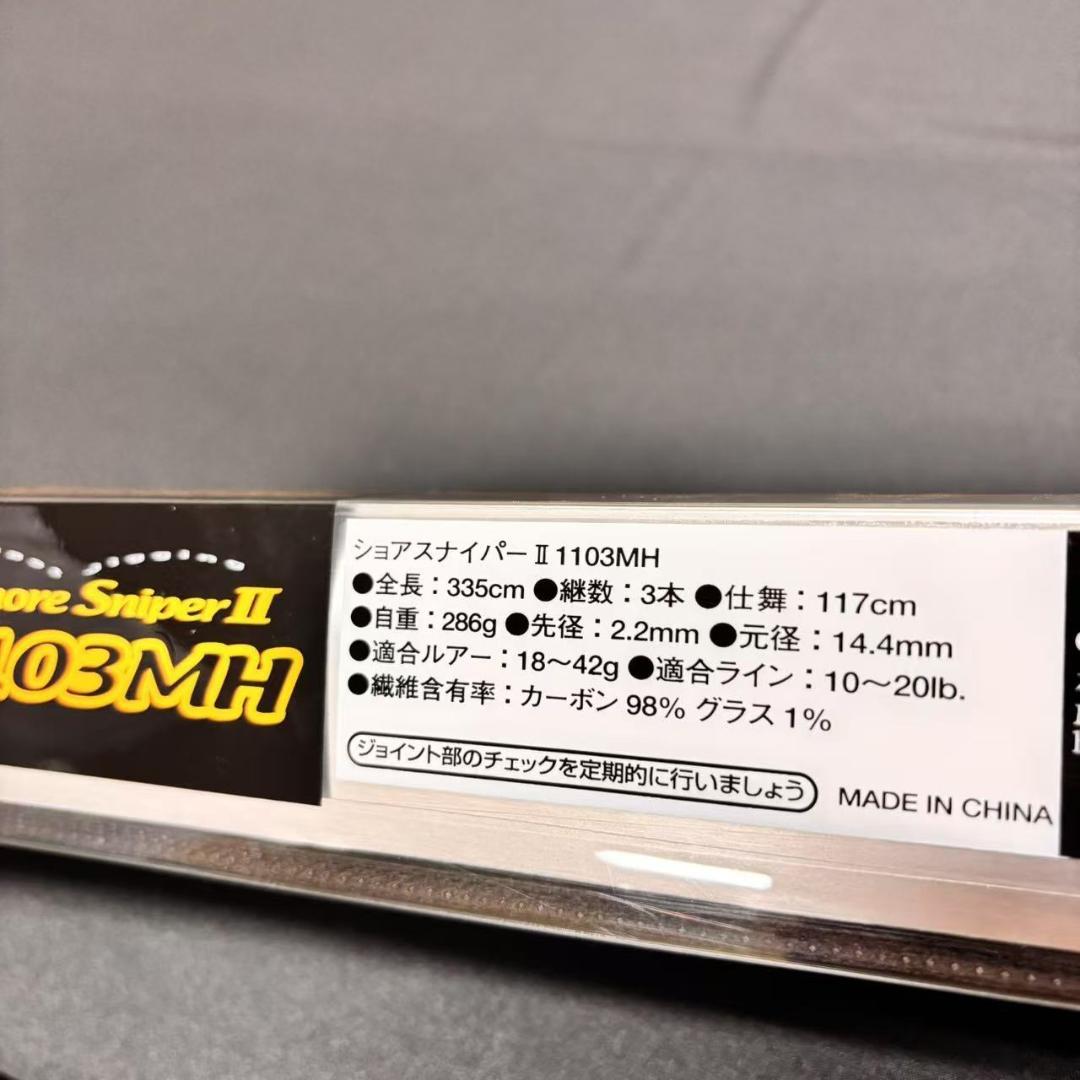 Sniper II
103MH
ショアスナイパーⅡ1103MH
●全長：335cm ●継数：3本 ●仕舞：117cm
●自重：286g ●先径：2.2mm ●元径：14.4mm
●適合ルアー：18〜42g ●適合ライン：10〜20lb.
●繊維含有率：カーボン 98% グラス 1%
ジョイント部のチェックを定期的に行いましょう
MADE IN CHINA